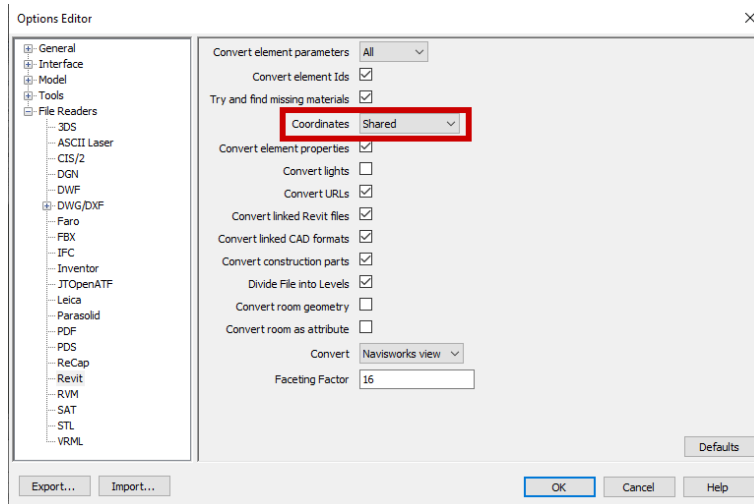 Options Editor
General
Interface
Model
Tools
File Readers
3DS
ASCII Laser
CIS/2
DGN
DWF
DWG/DXF
Faro
FBX
IFC
Inventor
JTOpenATF
Leica
Parasolid
PDF
PDS
ReCap
Revit
RVM
SAT
STL
VRML
Convert element parameters All
Convert element Ids
Try and find missing materials
Coordinates Shared
Convert element properties
Convert lights
Convert URLs
Convert linked Revit files
Convert linked CAD formats
Convert construction parts
Divide File into Levels
Convert room geometry
Convert room as attribute
Convert Navisworks view
Faceting Factor 16
Defaults
Export... Import... OK Cancel Help